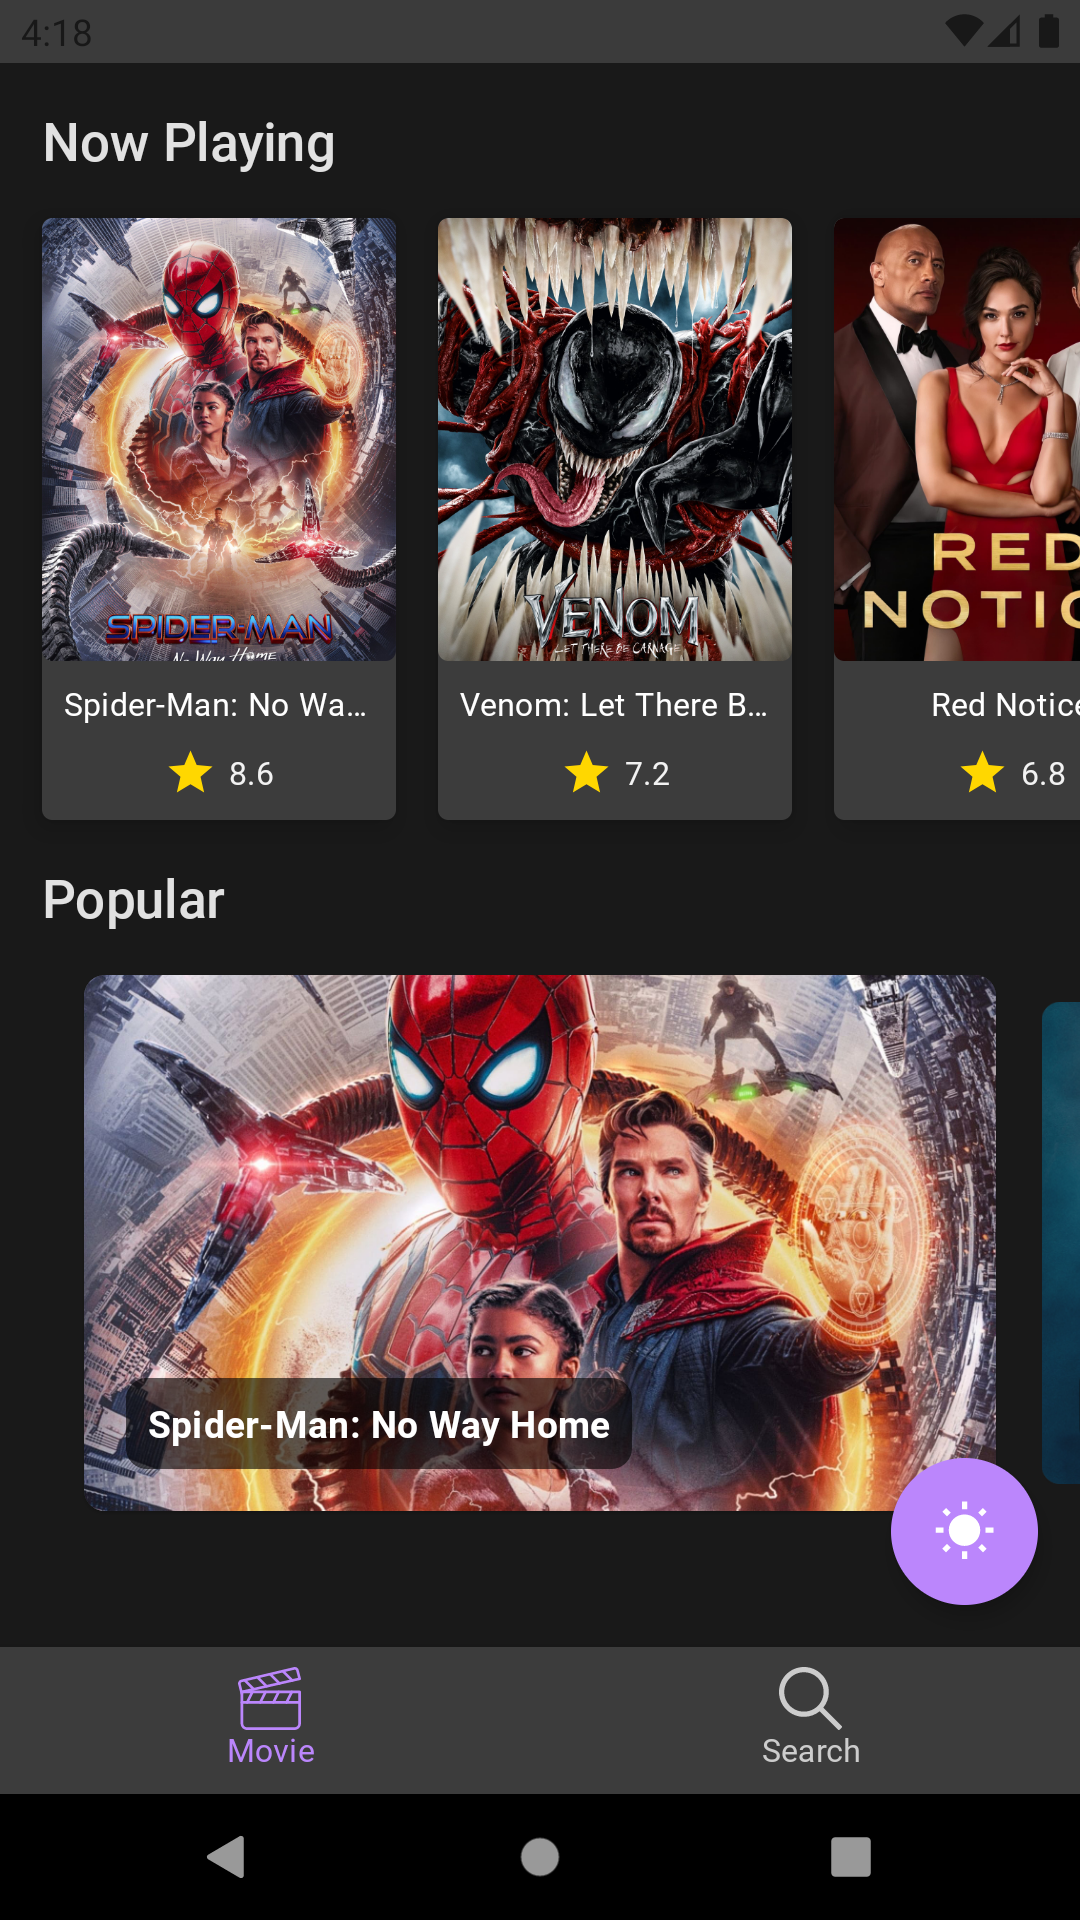 4:18
Now Playing
SPIDER-MAN
No Way Home
VENOM
LET THERE BE CARNAGE
RED
NOTIC
Spider-Man: No Wa...
Venom: Let There B...
Red Notice
8.6
7.2
6.8
Popular
Spider-Man: No Way Home
Movie
Search